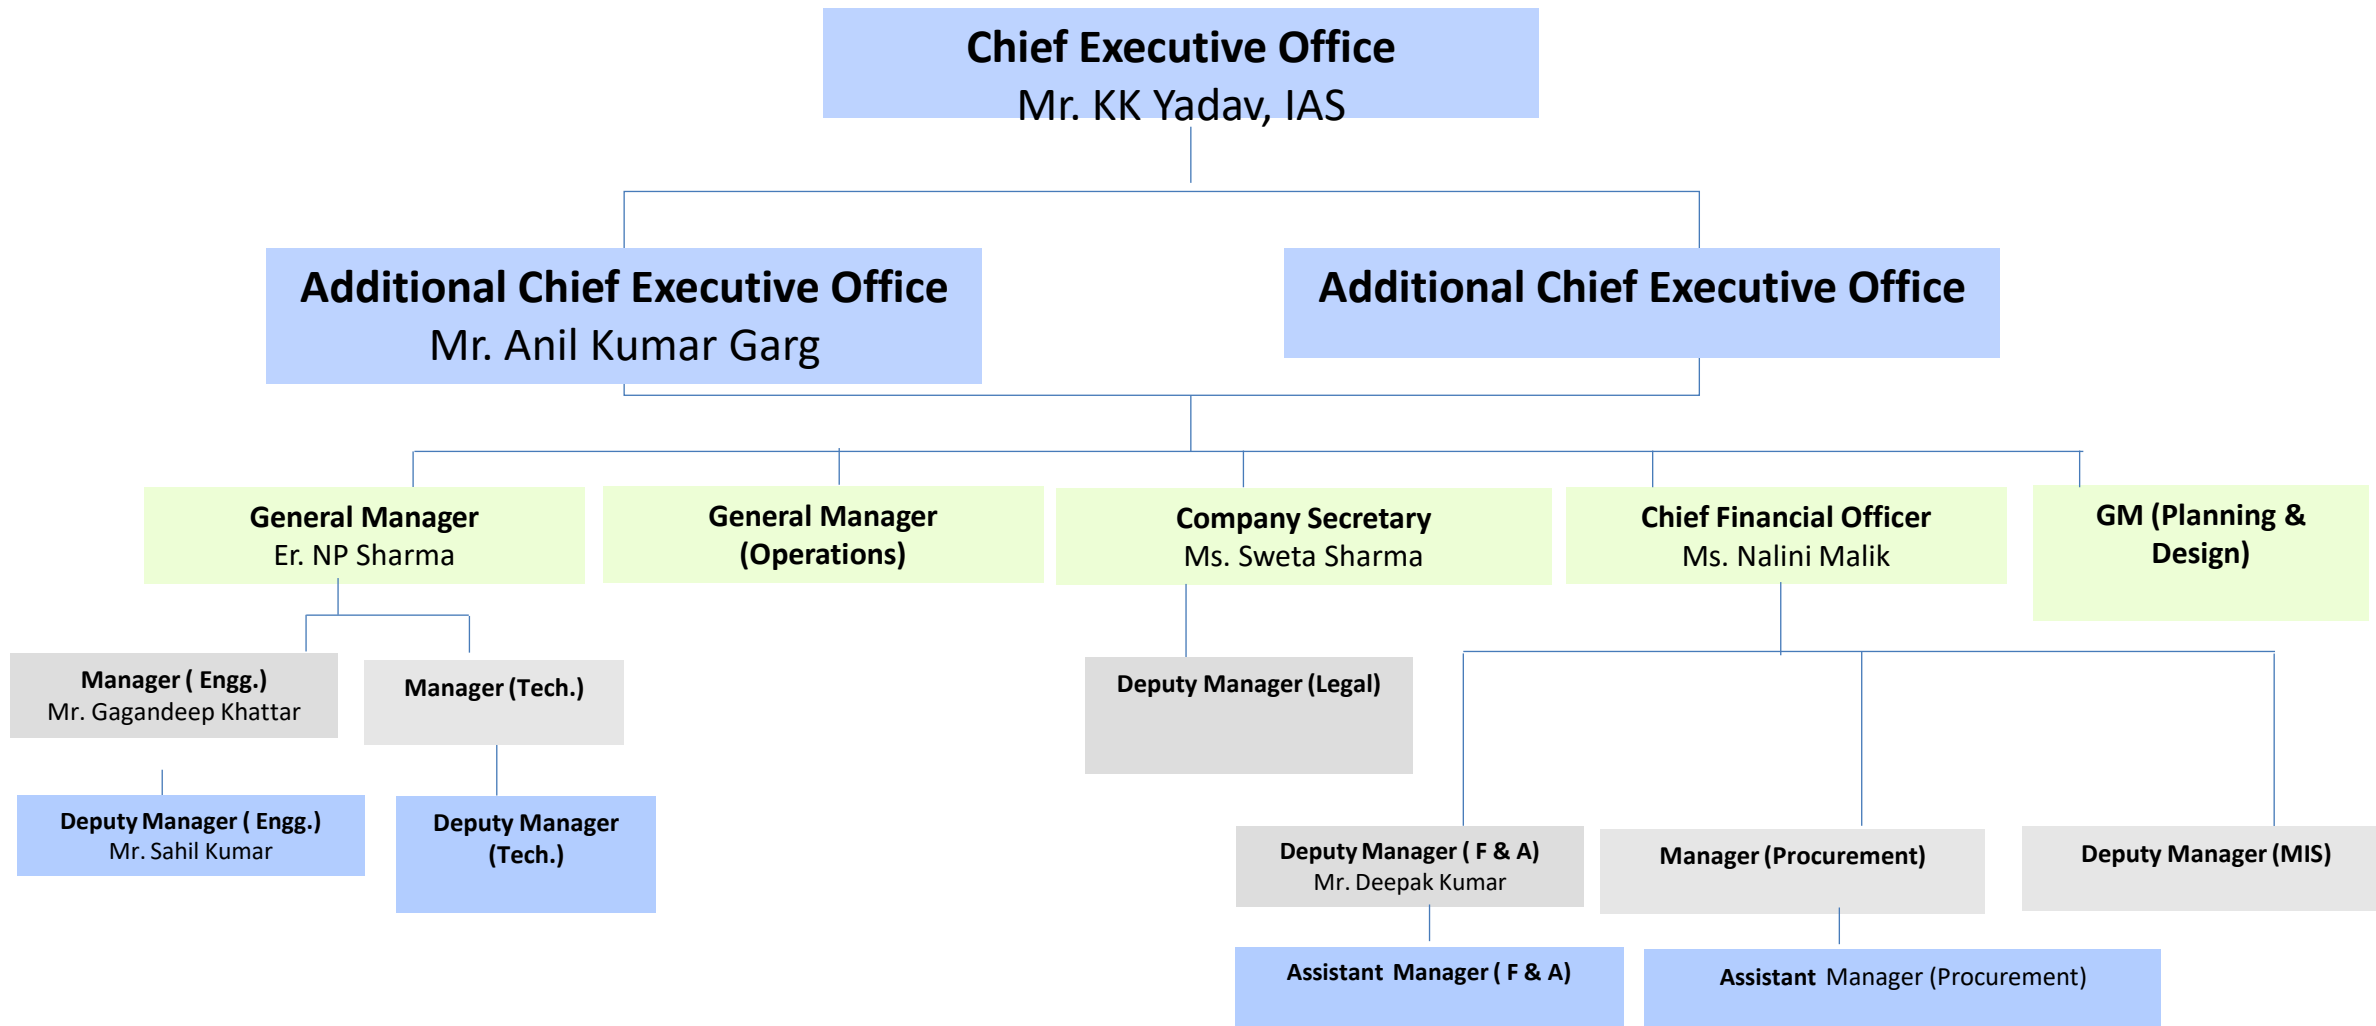 Chief Executive Office
Mr. KK Yadav, IAS
Additional Chief Executive Office
Mr. Anil Kumar Garg
Additional Chief Executive Office
General Manager
Er. NP Sharma
General Manager
(Operations)
Company Secretary
Ms. Sweta Sharma
Chief Financial Officer
Ms. Nalini Malik
GM (Planning &
Design)
Manager ( Engg.)
Mr. Gagandeep Khattar
Manager (Tech.)
Deputy Manager (Legal)
Deputy Manager ( Engg.)
Mr. Sahil Kumar
Deputy Manager
(Tech.)
Deputy Manager ( F & A)
Mr. Deepak Kumar
Manager (Procurement)
Deputy Manager (MIS)
Assistant Manager ( F & A)
Assistant Manager (Procurement)